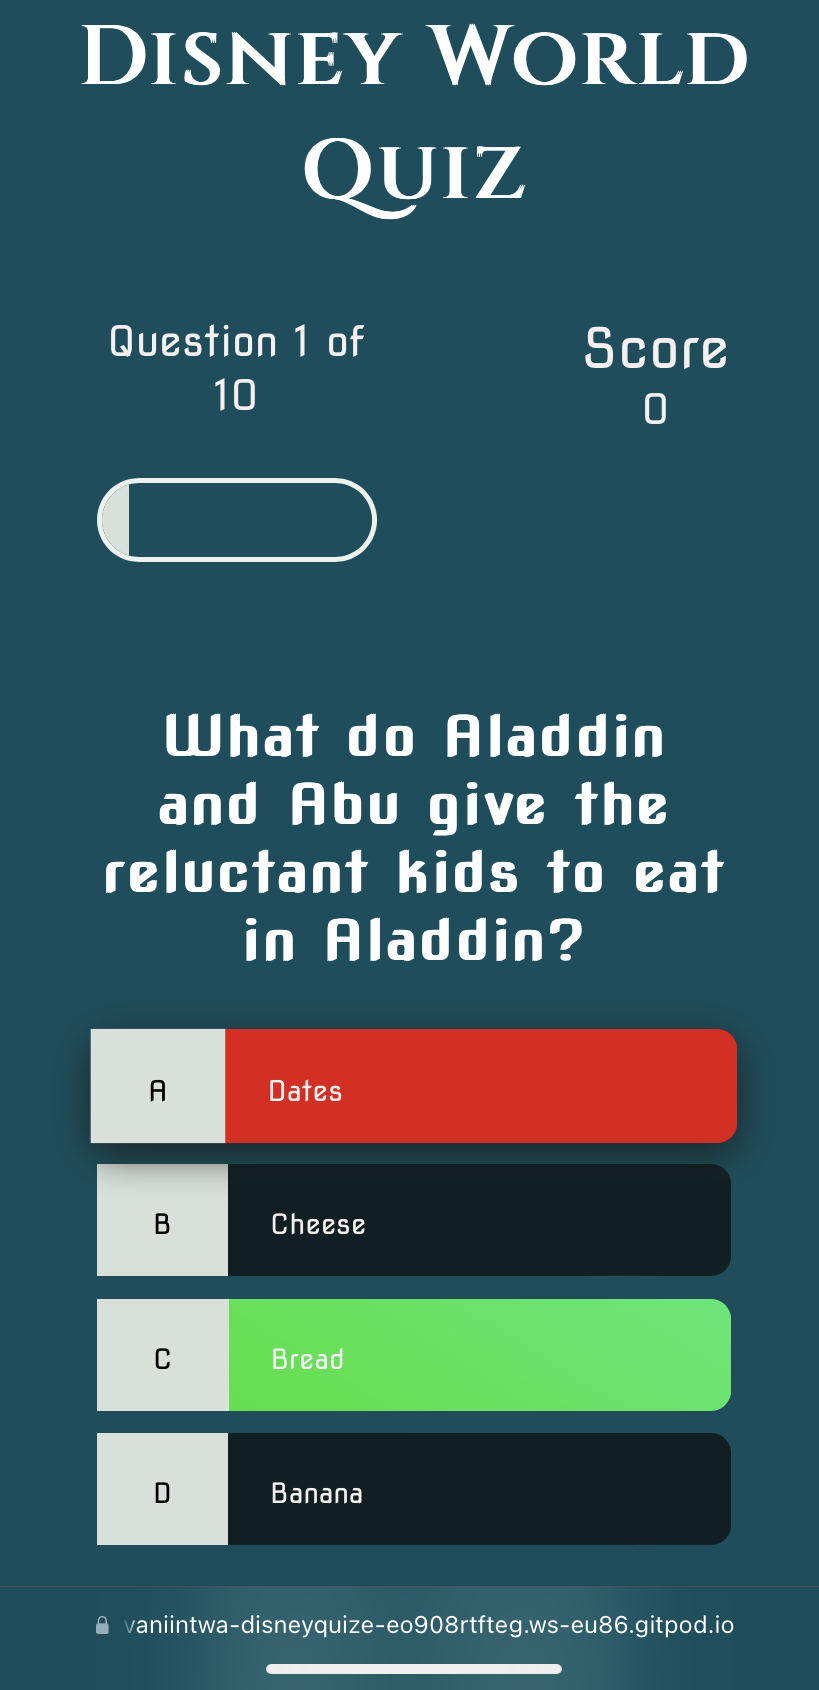 Disney World
Quiz
Question 1 of
10
Score
0
What do Aladdin
and Abu give the
reluctant kids to eat
in Aladdin?
A Dates
B Cheese
C Bread
D Banana
vaniintwa-disneyquize-eo908rtfteg.ws-eu86.gitpod.io